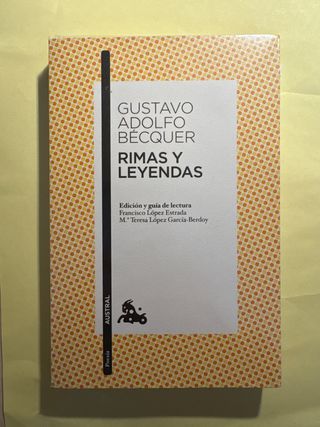 GUSTAVO
ADOLFO
BÉCQUER
RIMAS Y
LEYENDAS
Edición y guía de lectura
Francisco López Estrada
M.ª Teresa López García-Berdoy
AUSTRAL
Poesía